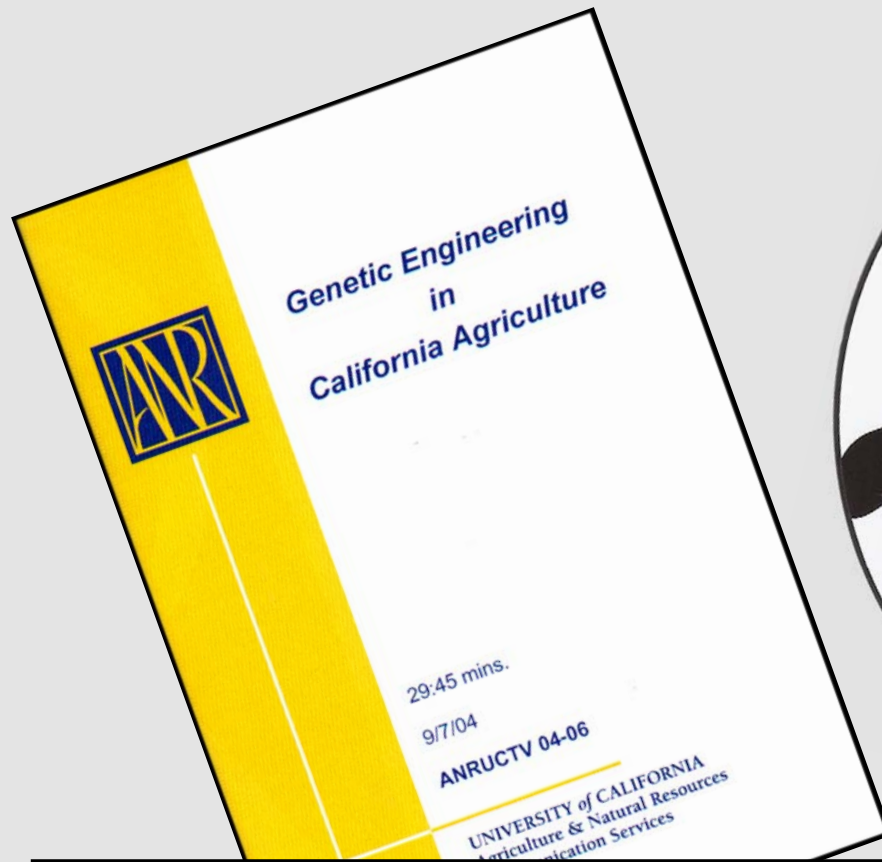 ANR
Genetic Engineering
in
California Agriculture
29:45 mins.
9/7/04
ANRUCTV 04-06
UNIVERSITY of CALIFORNIA
Agriculture & Natural Resources
Services